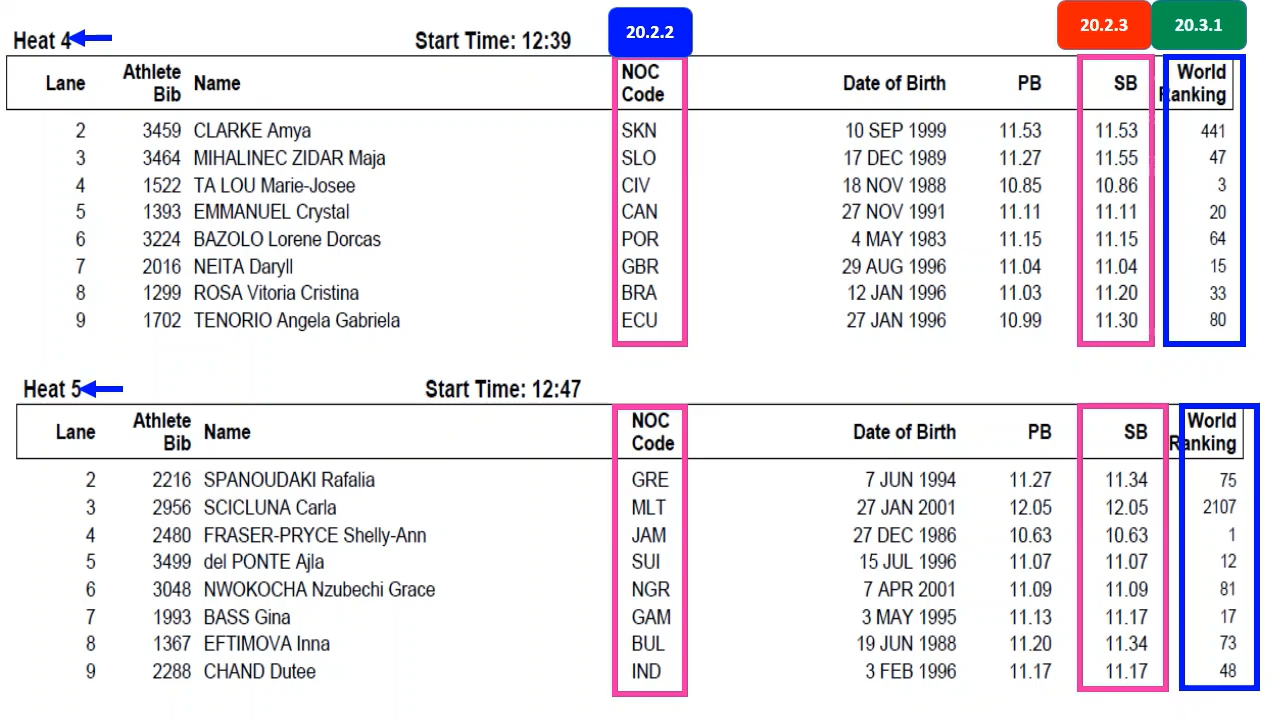 20.2.2 20.2.3 20.3.1
Heat 4 Start Time: 12:39
Lane Athlete Bib Name NOC Code Date of Birth PB SB World Ranking
2 3459 CLARKE Amya SKN 10 SEP 1999 11.53 11.53 441
3 3464 MIHALINEC ZIDAR Maja SLO 17 DEC 1989 11.27 11.55 47
4 1522 TA LOU Marie-Josee CIV 18 NOV 1988 10.85 10.86 3
5 1393 EMMANUEL Crystal CAN 27 NOV 1991 11.11 11.11 20
6 3224 BAZOLO Lorene Dorcas POR 4 MAY 1983 11.15 11.15 64
7 2016 NEITA Daryll GBR 29 AUG 1996 11.04 11.04 15
8 1299 ROSA Vitoria Cristina BRA 12 JAN 1996 11.03 11.20 33
9 1702 TENORIO Angela Gabriela ECU 27 JAN 1996 10.99 11.30 80
Heat 5 Start Time: 12:47
Lane Athlete Bib Name NOC Code Date of Birth PB SB World Ranking
2 2216 SPANOUDAKI Rafalia GRE 7 JUN 1994 11.27 11.34 75
3 2956 SCICLUNA Carla MLT 27 JAN 2001 12.05 12.05 2107
4 2480 FRASER-PRYCE Shelly-Ann JAM 27 DEC 1986 10.63 10.63 1
5 3499 del PONTE Ajla SUI 15 JUL 1996 11.07 11.07 12
6 3048 NWOKOCHA Nzubechi Grace NGR 7 APR 2001 11.09 11.09 81
7 1993 BASS Gina GAM 3 MAY 1995 11.13 11.17 17
8 1367 EFTIMOVA Inna BUL 19 JUN 1988 11.20 11.34 73
9 2288 CHAND Dutee IND 3 FEB 1996 11.17 11.17 48